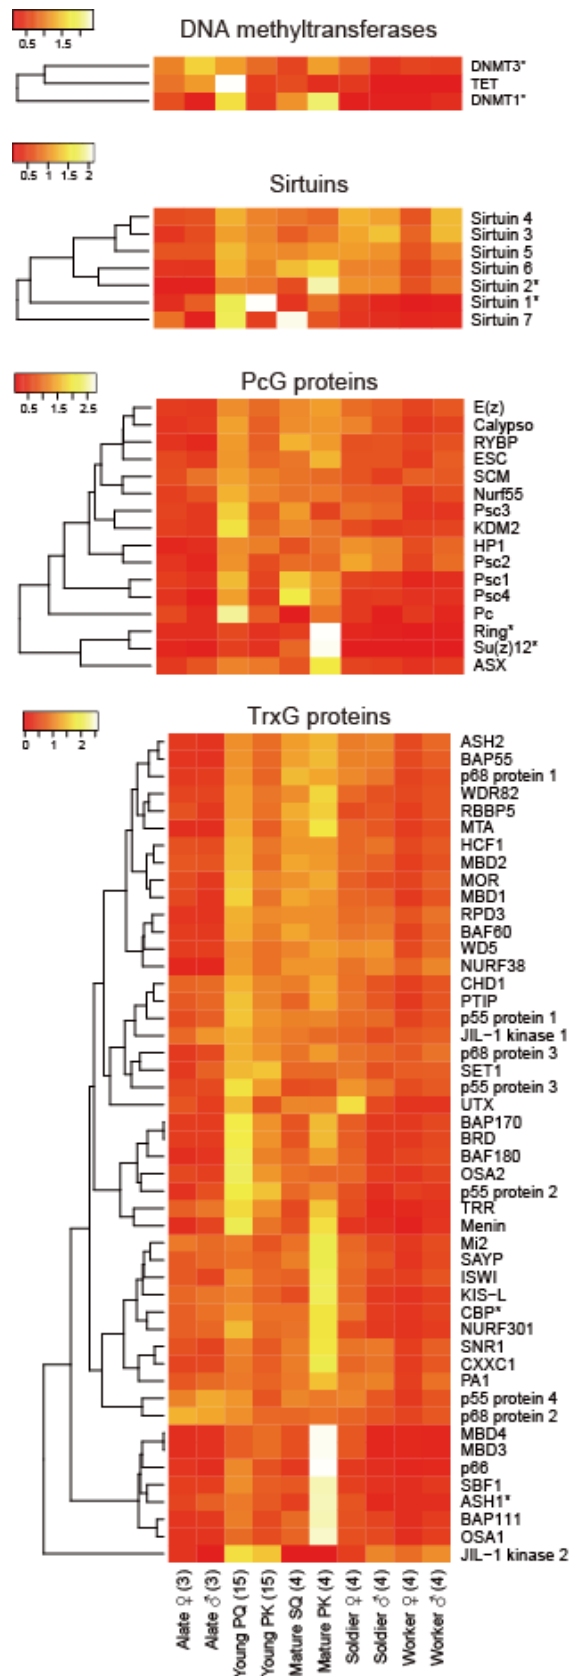 DNA methyltransferases
0.5 1.5
DNMT3*
TET
DNMT1*
Sirtuins
0.5 1 1.5 2
Sirtuin 4
Sirtuin 3
Sirtuin 5
Sirtuin 6
Sirtuin 2*
Sirtuin 1*
Sirtuin 7
PcG proteins
0.5 1.5 2.5
E(z)
Calypso
RYBP
ESC
SCM
Nurf55
Psc3
KDM2
HP1
Psc2
Psc1
Psc4
Pc
Ring*
Su(z)12*
ASX
TrxG proteins
0 1 2
ASH2
BAP55
p68 protein 1
WDR82
RBBP5
MTA
HCF1
MBD2
MOR
MBD1
RPD3
BAF60
WD5
NURF38
CHD1
PTIP
p55 protein 1
JIL−1 kinase 1
p68 protein 3
SET1
p55 protein 3
UTX
BAP170
BRD
BAF180
OSA2
p55 protein 2
TRR
Menin
Mi2
SAYP
ISWI
KIS−L
CBP*
NURF301
SNR1
CXXC1
PA1
p55 protein 4
p68 protein 2
MBD4
MBD3
p66
SBF1
ASH1*
BAP111
OSA1
JIL−1 kinase 2
Alate ♀ (3)
Alate ♂ (3)
Young PQ (15)
Young PK (15)
Mature SQ (4)
Mature PK (4)
Soldier ♀ (4)
Soldier ♂ (4)
Worker ♀ (4)
Worker ♂ (4)